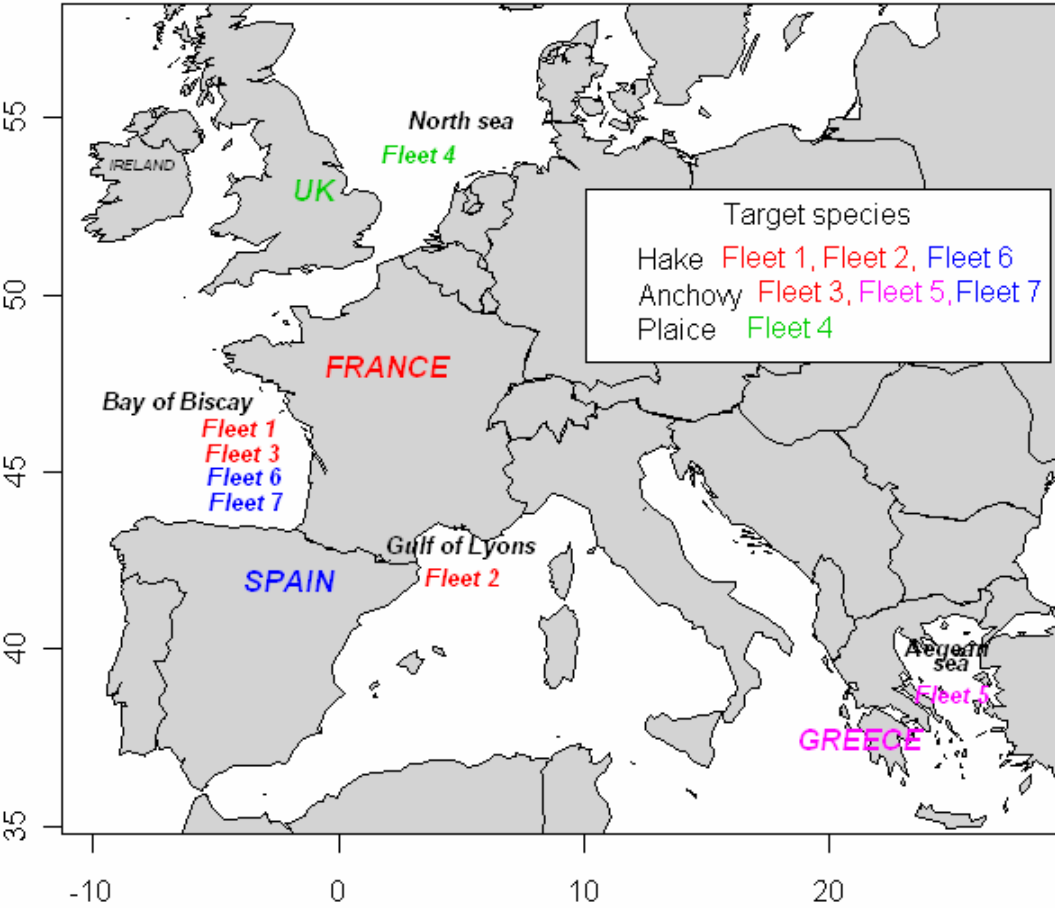 North sea
Fleet 4
IRELAND
UK
Target species
Hake Fleet 1, Fleet 2, Fleet 6
Anchovy Fleet 3, Fleet 5, Fleet 7
Plaice Fleet 4
FRANCE
Bay of Biscay
Fleet 1
Fleet 3
Fleet 6
Fleet 7
Gulf of Lyons
Fleet 2
SPAIN
Aegean
sea
Fleet 5
GREECE
55
50
45
40
35
-10 0 10 20